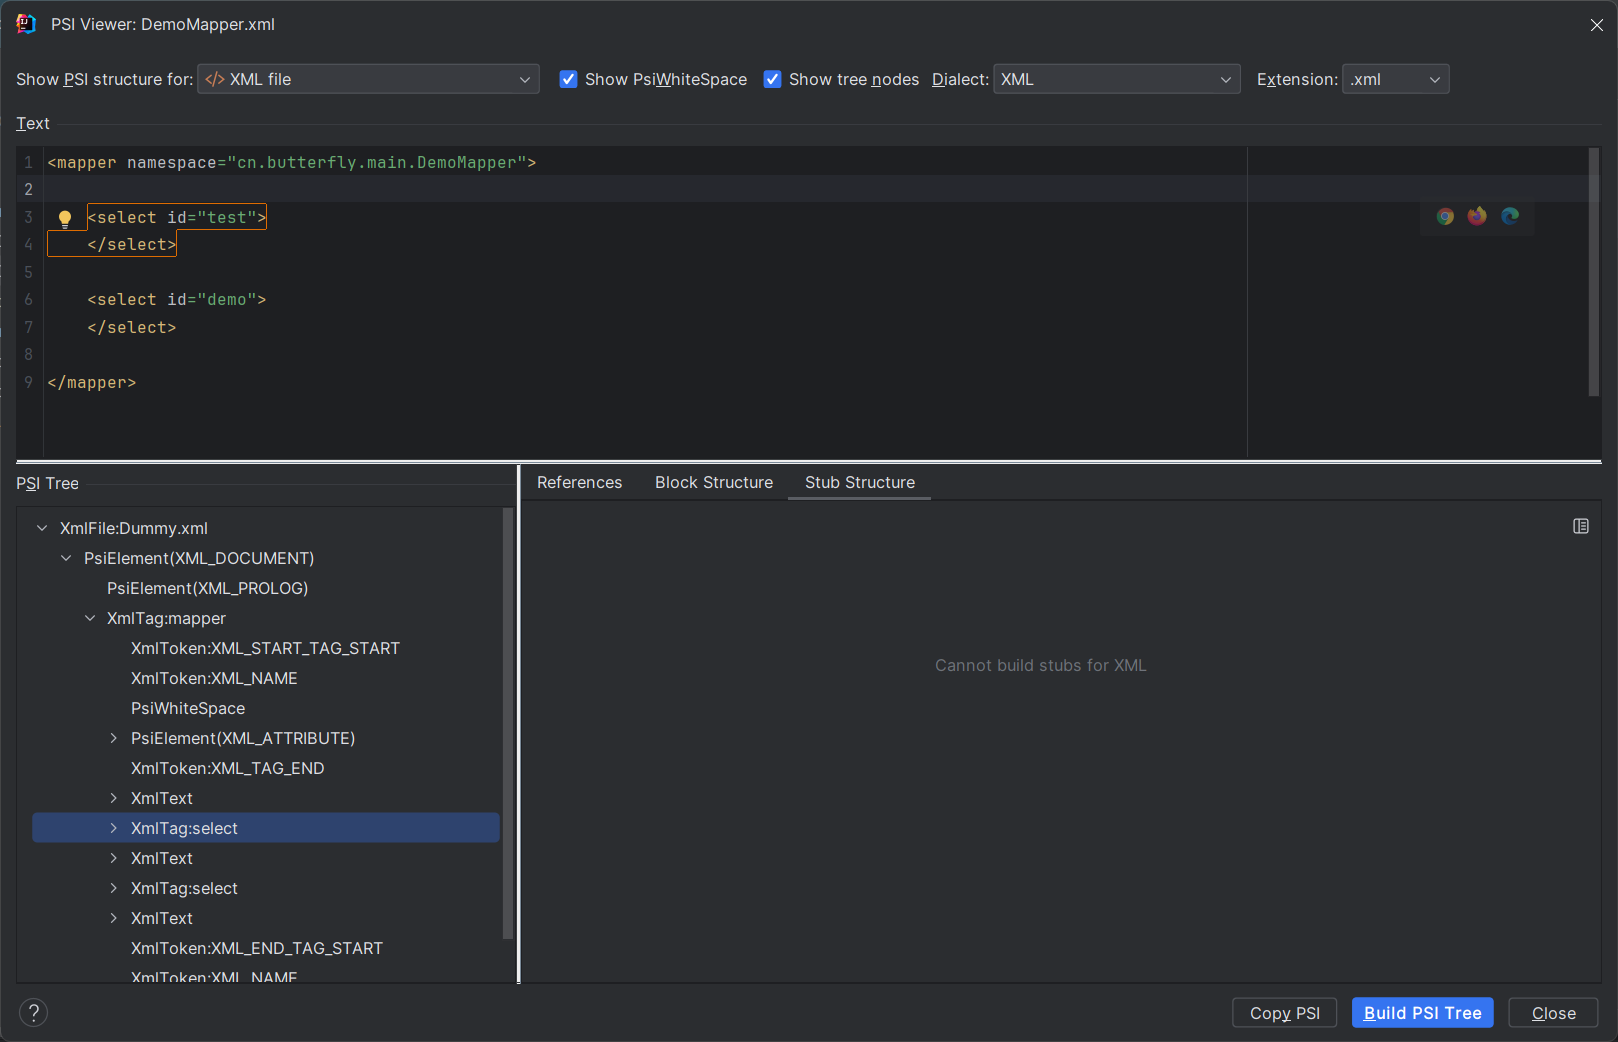 PSI Viewer: DemoMapper.xml
Show PSI structure for: </> XML file Show PsiWhiteSpace Show tree nodes Dialect: XML Extension: .xml
Text
1 <mapper namespace="cn.butterfly.main.DemoMapper">
2
3 <select id="test">
4 </select>
5
6 <select id="demo">
7 </select>
8
9 </mapper>
PSI Tree
References Block Structure Stub Structure
XmlFile:Dummy.xml
PsiElement(XML_DOCUMENT)
PsiElement(XML_PROLOG)
XmlTag:mapper
XmlToken:XML_START_TAG_START
XmlToken:XML_NAME
PsiWhiteSpace
PsiElement(XML_ATTRIBUTE)
XmlToken:XML_TAG_END
XmlText
XmlTag:select
XmlText
XmlTag:select
XmlText
XmlToken:XML_END_TAG_START
XmlToken:XML_NAME
Cannot build stubs for XML
? Copy PSI Build PSI Tree Close